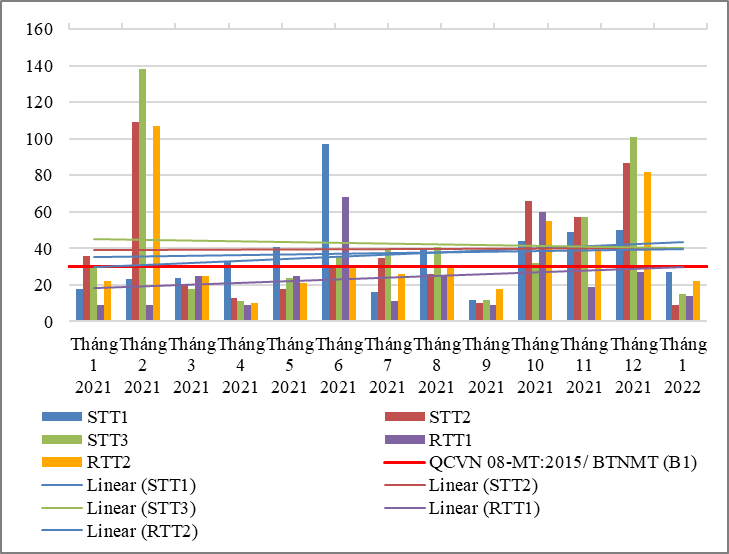 160
140
120
100
80
60
40
20
0
Tháng Tháng Tháng Tháng Tháng Tháng Tháng Tháng Tháng Tháng Tháng Tháng Tháng
1 2 3 4 5 6 7 8 9 10 11 12 1
2021 2021 2021 2021 2021 2021 2021 2021 2021 2021 2021 2021 2022
STT1 STT2
STT3 RTT1
RTT2 QCVN 08-MT:2015/ BTNMT (B1)
Linear (STT1) Linear (STT2)
Linear (STT3) Linear (RTT1)
Linear (RTT2)